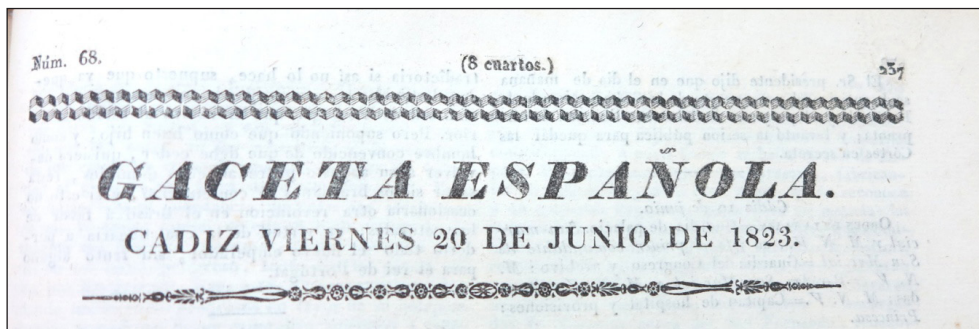 Núm. 68. (8 cuartos.) 237
GACETA ESPAÑOLA.
CADIZ VIERNES 20 DE JUNIO DE 1823.